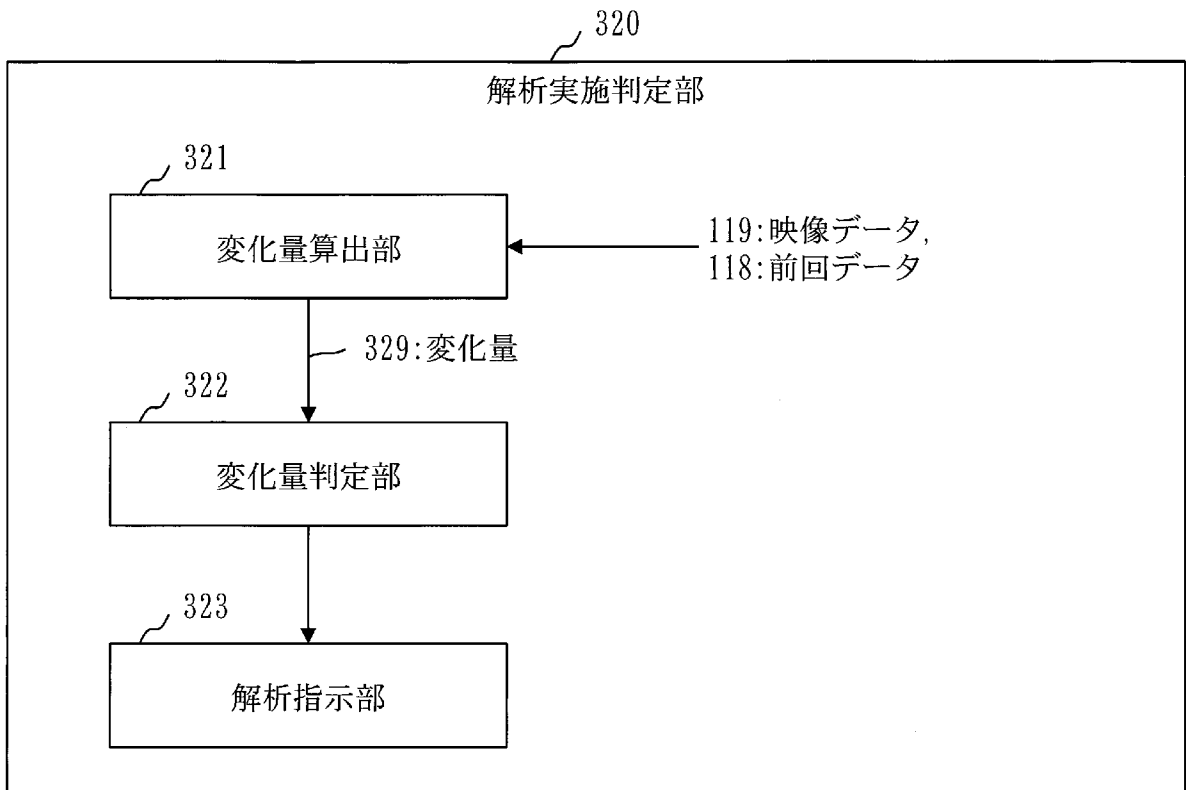 320
解析実施判定部
321
変化量算出部
119:映像データ,
118:前回データ
329:変化量
322
変化量判定部
323
解析指示部